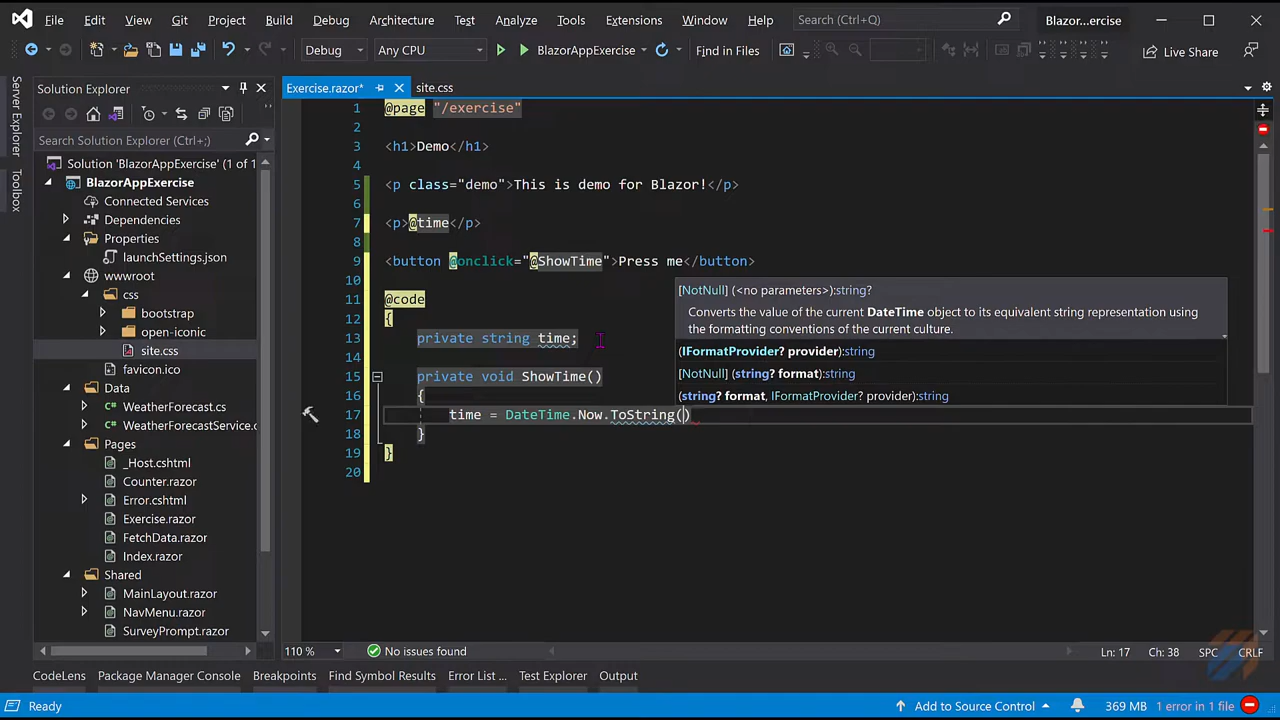 File Edit View Git Project Build Debug Architecture Test Analyze Tools Extensions Window Help Search (Ctrl+Q) Blazor...ercise
Debug Any CPU BlazorAppExercise Find in Files Live Share
Server Explorer
Toolbox
Solution Explorer
Search Solution Explorer (Ctrl+;)
Solution 'BlazorAppExercise' (1 of 1)
BlazorAppExercise
Connected Services
Dependencies
Properties
launchSettings.json
wwwroot
css
bootstrap
open-iconic
site.css
favicon.ico
Data
WeatherForecast.cs
WeatherForecastService.c
Pages
_Host.cshtml
Counter.razor
Error.cshtml
Exercise.razor
FetchData.razor
Index.razor
Shared
MainLayout.razor
NavMenu.razor
SurveyPrompt.razor
Exercise.razor* site.css
1 @page "/exercise"
2
3 <h1>Demo</h1>
4
5 <p class="demo">This is demo for Blazor!</p>
6
7 <p>@time</p>
8
9 <button @onclick="@ShowTime">Press me</button>
10
11 @code
12 {
13 private string time;
14
15 private void ShowTime()
16 {
17 time = DateTime.Now.ToString()
18 }
19 }
20
[NotNull] (<no parameters>):string?
Converts the value of the current DateTime object to its equivalent string representation using
the formatting conventions of the current culture.
(IFormatProvider? provider):string
[NotNull] (string? format):string
(string? format, IFormatProvider? provider):string
110 % No issues found Ln: 17 Ch: 38 SPC CRLF
CodeLens Package Manager Console Breakpoints Find Symbol Results Error List ... Test Explorer Output
Ready Add to Source Control 369 MB 1 error in 1 file